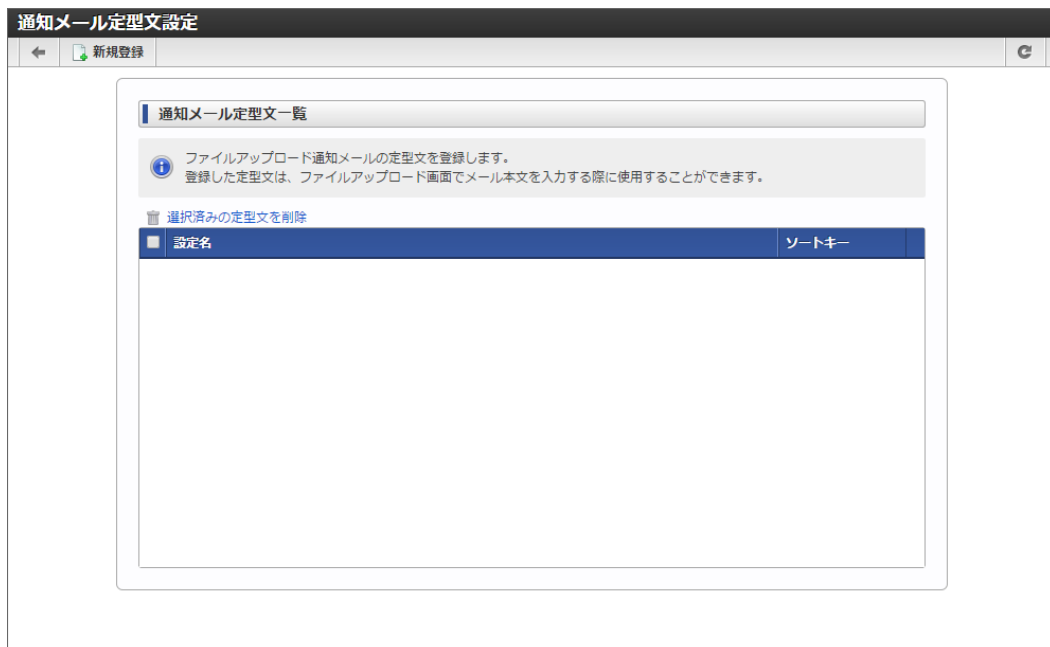 通知メール定型文設定
新規登録
通知メール定型文一覧
ファイルアップロード通知メールの定型文を登録します。
登録した定型文は、ファイルアップロード画面でメール本文を入力する際に使用することができます。
選択済みの定型文を削除
設定名 ソートキー